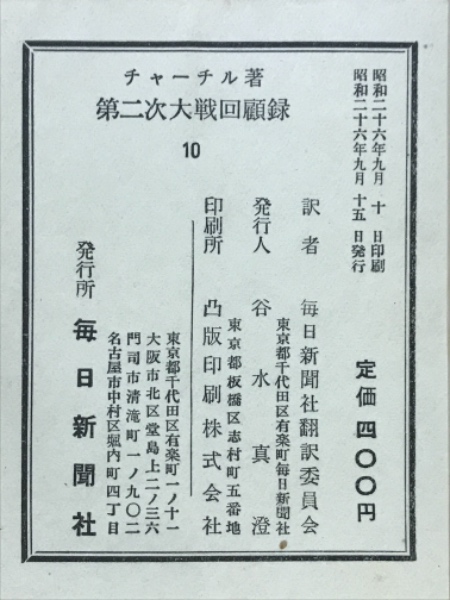 チャーチル著
第二次大戦回顧録
10
昭和二十六年九月 十 日印刷
昭和二十六年九月 十五 日発行
定価 四〇〇円
訳者 毎日新聞社翻訳委員会
東京都千代田区有楽町毎日新聞社
発行人 谷水真澄
東京都板橋区志村町五番地
印刷所 凸版印刷株式会社
東京都千代田区有楽町一ノ十一
大阪市北区堂島上二ノ三六
門司市清滝町一ノ九〇二
名古屋市中村区堀内町四丁目
発行所 毎日新聞社